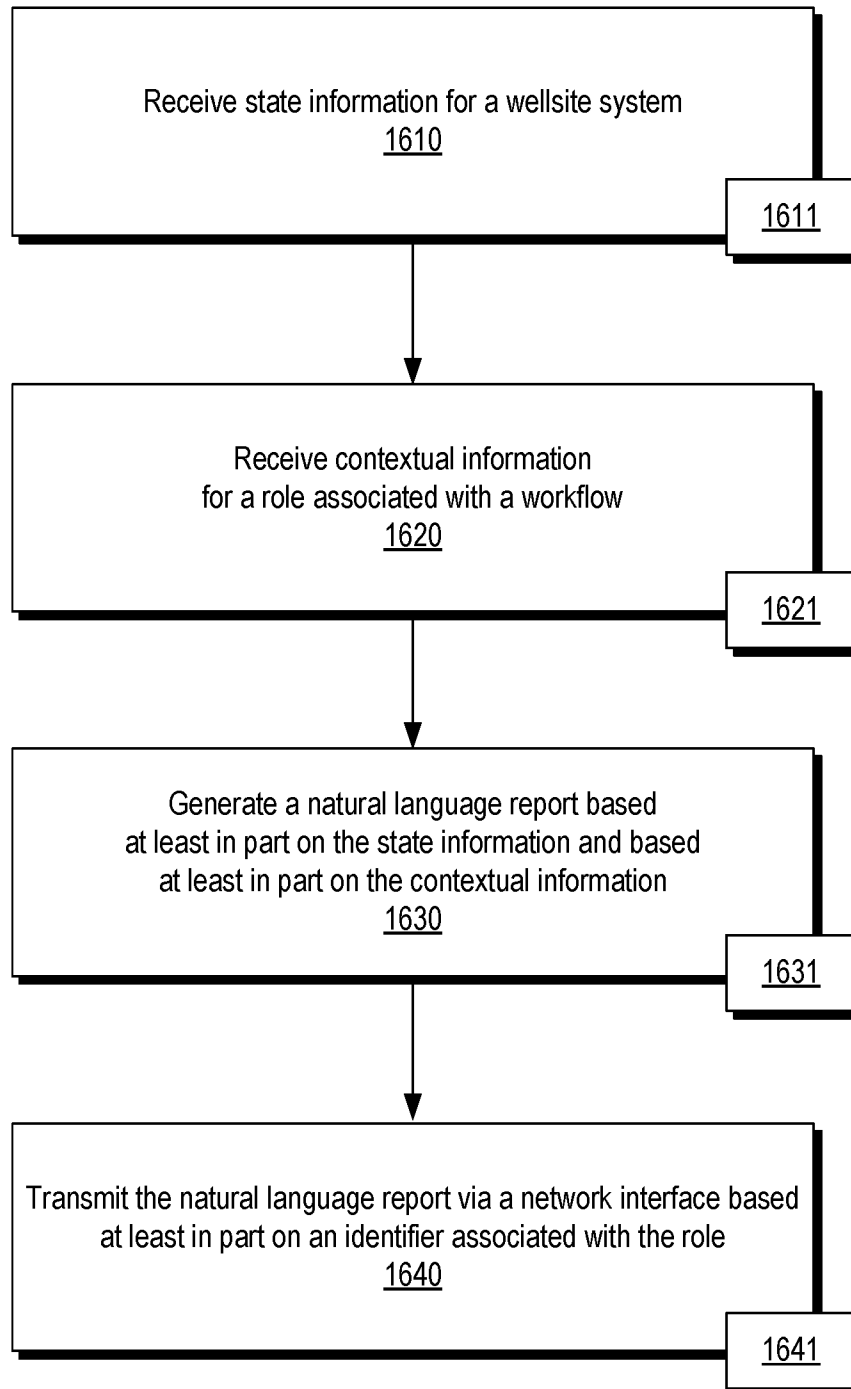 Receive state information for a wellsite system
1610
1611
Receive contextual information
for a role associated with a workflow
1620
1621
Generate a natural language report based
at least in part on the state information and based
at least in part on the contextual information
1630
1631
Transmit the natural language report via a network interface based
at least in part on an identifier associated with the role
1640
1641